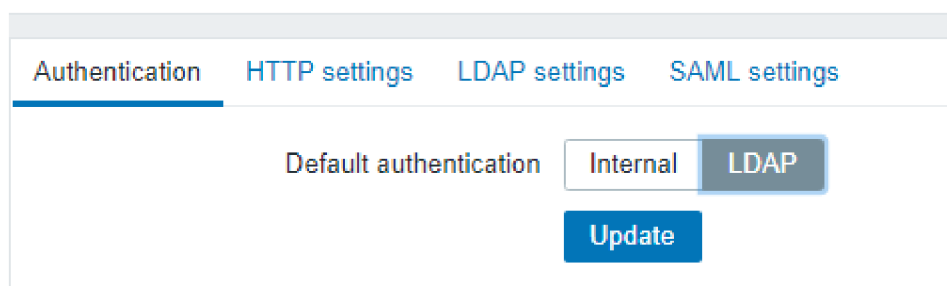 Authentication HTTP settings LDAP settings SAML settings
Default authentication Internal LDAP
Update